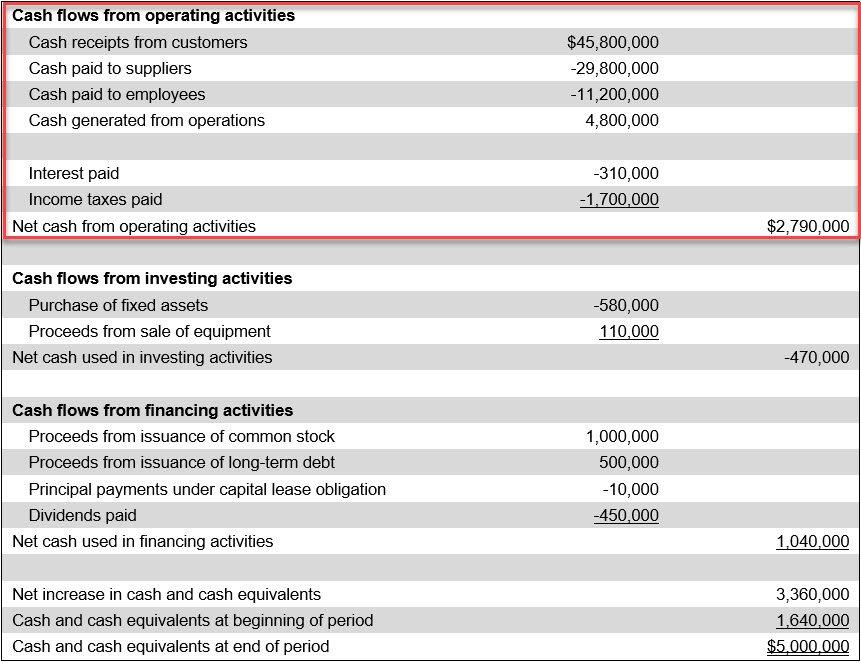 Cash flows from operating activities
Cash receipts from customers $45,800,000
Cash paid to suppliers -29,800,000
Cash paid to employees -11,200,000
Cash generated from operations 4,800,000
Interest paid -310,000
Income taxes paid -1,700,000
Net cash from operating activities $2,790,000
Cash flows from investing activities
Purchase of fixed assets -580,000
Proceeds from sale of equipment 110,000
Net cash used in investing activities -470,000
Cash flows from financing activities
Proceeds from issuance of common stock 1,000,000
Proceeds from issuance of long-term debt 500,000
Principal payments under capital lease obligation -10,000
Dividends paid -450,000
Net cash used in financing activities 1,040,000
Net increase in cash and cash equivalents 3,360,000
Cash and cash equivalents at beginning of period 1,640,000
Cash and cash equivalents at end of period $5,000,000